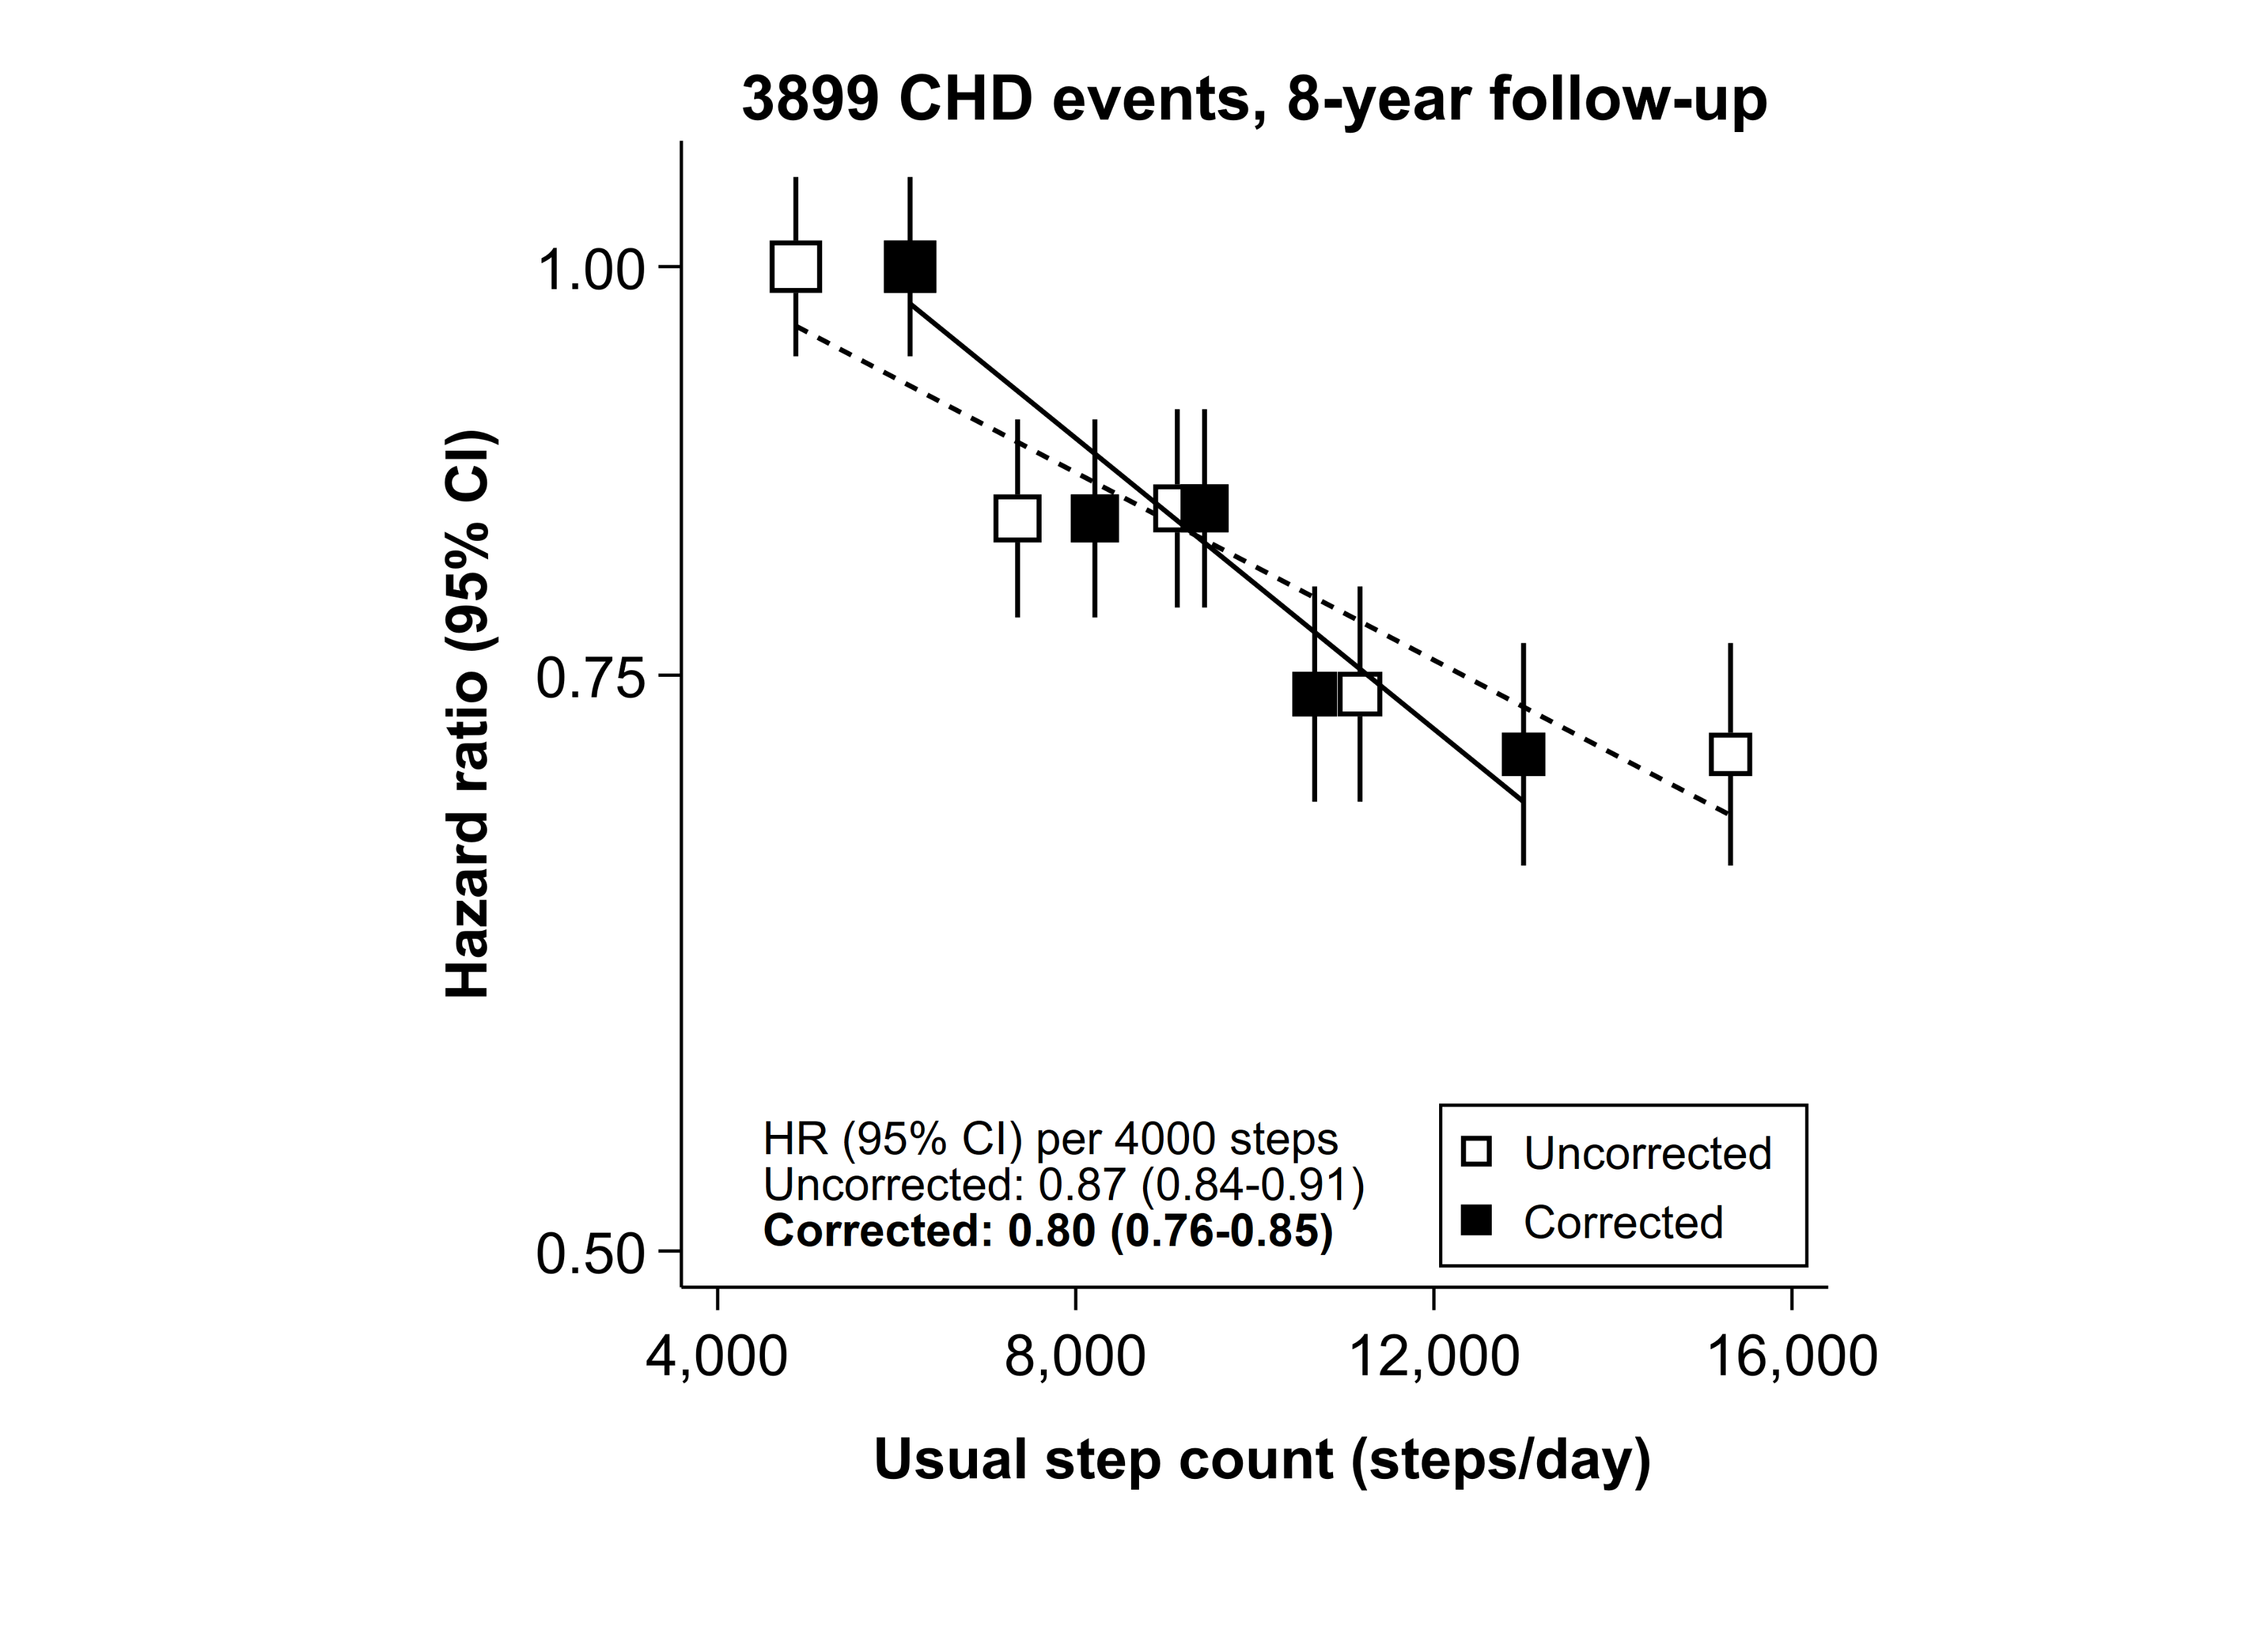 3899 CHD events, 8-year follow-up
Hazard ratio (95% CI)
1.00
0.75
0.50
HR (95% CI) per 4000 steps
Uncorrected: 0.87 (0.84-0.91)
Corrected: 0.80 (0.76-0.85)
Uncorrected
Corrected
4,000 8,000 12,000 16,000
Usual step count (steps/day)